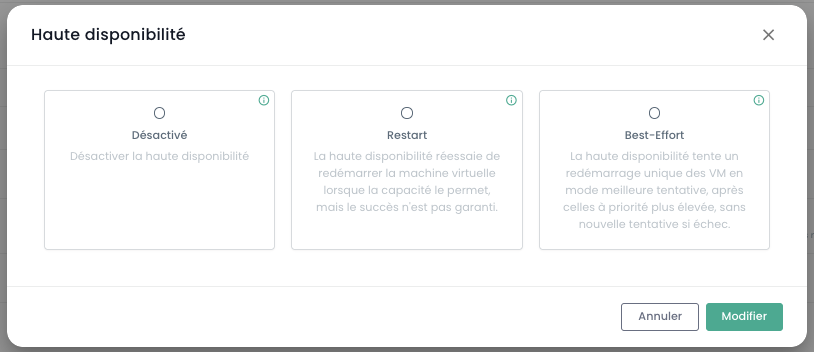 Haute disponibilité
Désactivé
Désactiver la haute disponibilité
Restart
La haute disponibilité réessaie de
redémarrer la machine virtuelle
lorsque la capacité le permet,
mais le succès n'est pas garanti.
Best-Effort
La haute disponibilité tente un
redémarrage unique des VM en
mode meilleure tentative, après
celles à priorité plus élevée, sans
nouvelle tentative si échec.
Annuler
Modifier